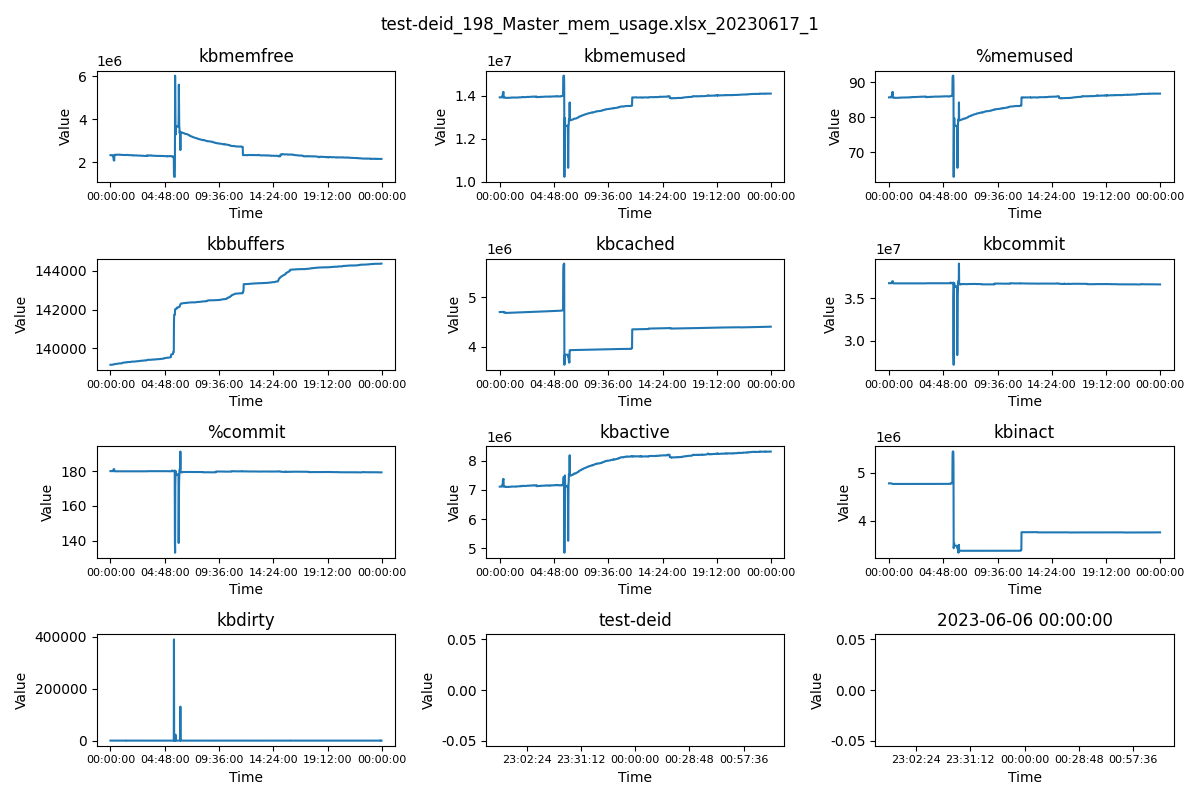 test-deid_198_Master_mem_usage.xlsx_20230617_1
kbmemfree
1e6
6
4
2
Value
00:00:00 04:48:00 09:36:00 14:24:00 19:12:00 00:00:00
Time
kbmemused
1e7
1.4
1.2
1.0
Value
00:00:00 04:48:00 09:36:00 14:24:00 19:12:00 00:00:00
Time
%memused
90
80
70
Value
00:00:00 04:48:00 09:36:00 14:24:00 19:12:00 00:00:00
Time
kbbuffers
144000
142000
140000
Value
00:00:00 04:48:00 09:36:00 14:24:00 19:12:00 00:00:00
Time
kbcached
1e6
5
4
Value
00:00:00 04:48:00 09:36:00 14:24:00 19:12:00 00:00:00
Time
kbcommit
1e7
3.5
3.0
Value
00:00:00 04:48:00 09:36:00 14:24:00 19:12:00 00:00:00
Time
%commit
180
160
140
Value
00:00:00 04:48:00 09:36:00 14:24:00 19:12:00 00:00:00
Time
kbactive
1e6
8
7
6
5
Value
00:00:00 04:48:00 09:36:00 14:24:00 19:12:00 00:00:00
Time
kbinact
1e6
5
4
Value
00:00:00 04:48:00 09:36:00 14:24:00 19:12:00 00:00:00
Time
kbdirty
400000
200000
0
Value
00:00:00 04:48:00 09:36:00 14:24:00 19:12:00 00:00:00
Time
test-deid
0.05
0.00
-0.05
Value
23:02:24 23:31:12 00:00:00 00:28:48 00:57:36
Time
2023-06-06 00:00:00
0.05
0.00
-0.05
Value
23:02:24 23:31:12 00:00:00 00:28:48 00:57:36
Time